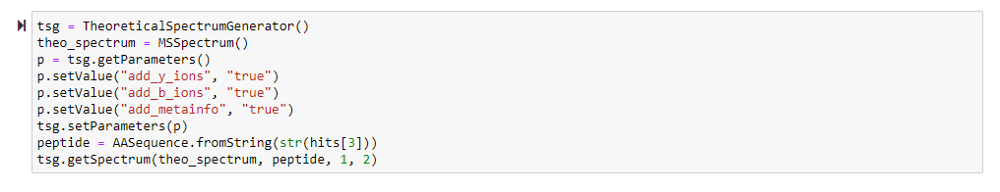 tsg = TheoreticalSpectrumGenerator()
theo_spectrum = MSSpectrum()
p = tsg.getParameters()
p.setValue("add_y_ions", "true")
p.setValue("add_b_ions", "true")
p.setValue("add_metainfo", "true")
tsg.setParameters(p)
peptide = AASequence.fromString(str(hits[3]))
tsg.getSpectrum(theo_spectrum, peptide, 1, 2)